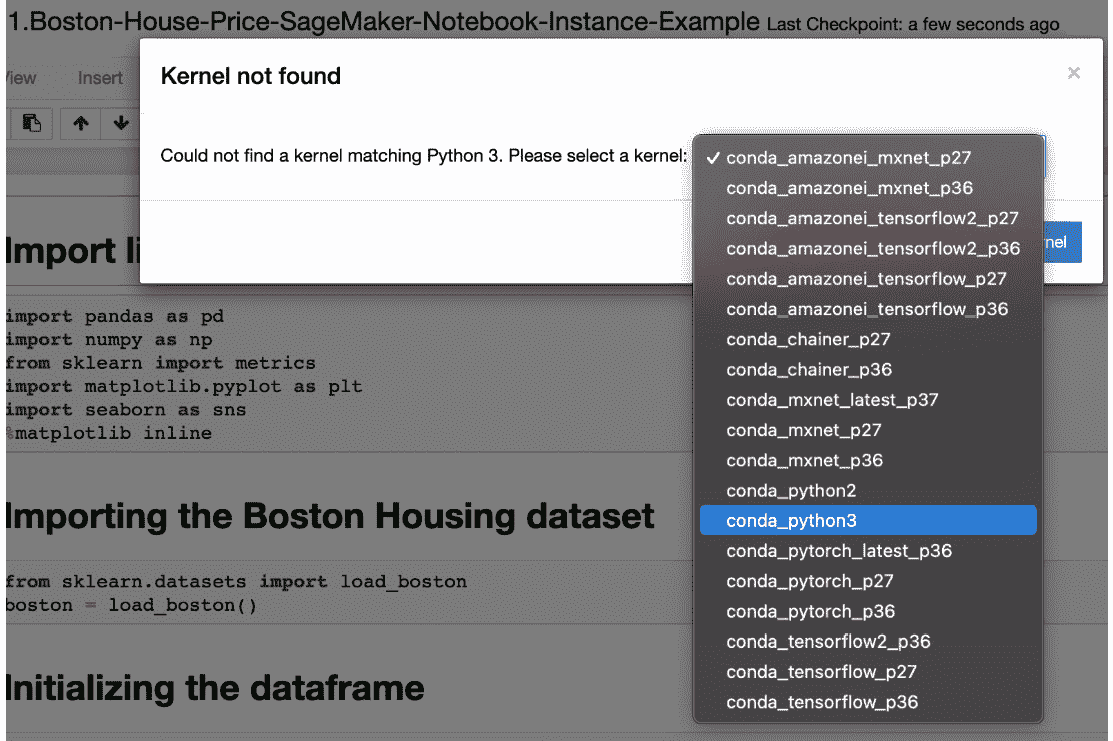 1.Boston-House-Price-SageMaker-Notebook-Instance-Example Last Checkpoint: a few seconds ago
View Insert
Kernel not found
×
Could not find a kernel matching Python 3. Please select a kernel:
✓ conda_amazonei_mxnet_p27
conda_amazonei_mxnet_p36
conda_amazonei_tensorflow2_p27
conda_amazonei_tensorflow2_p36
conda_amazonei_tensorflow_p27
conda_amazonei_tensorflow_p36
conda_chainer_p27
conda_chainer_p36
conda_mxnet_latest_p37
conda_mxnet_p27
conda_mxnet_p36
conda_python2
conda_python3
conda_pytorch_latest_p36
conda_pytorch_p27
conda_pytorch_p36
conda_tensorflow2_p36
conda_tensorflow_p27
conda_tensorflow_p36
nel
Import li
import pandas as pd
import numpy as np
from sklearn import metrics
import matplotlib.pyplot as plt
import seaborn as sns
%matplotlib inline
Importing the Boston Housing dataset
from sklearn.datasets import load_boston
boston = load_boston()
Initializing the dataframe